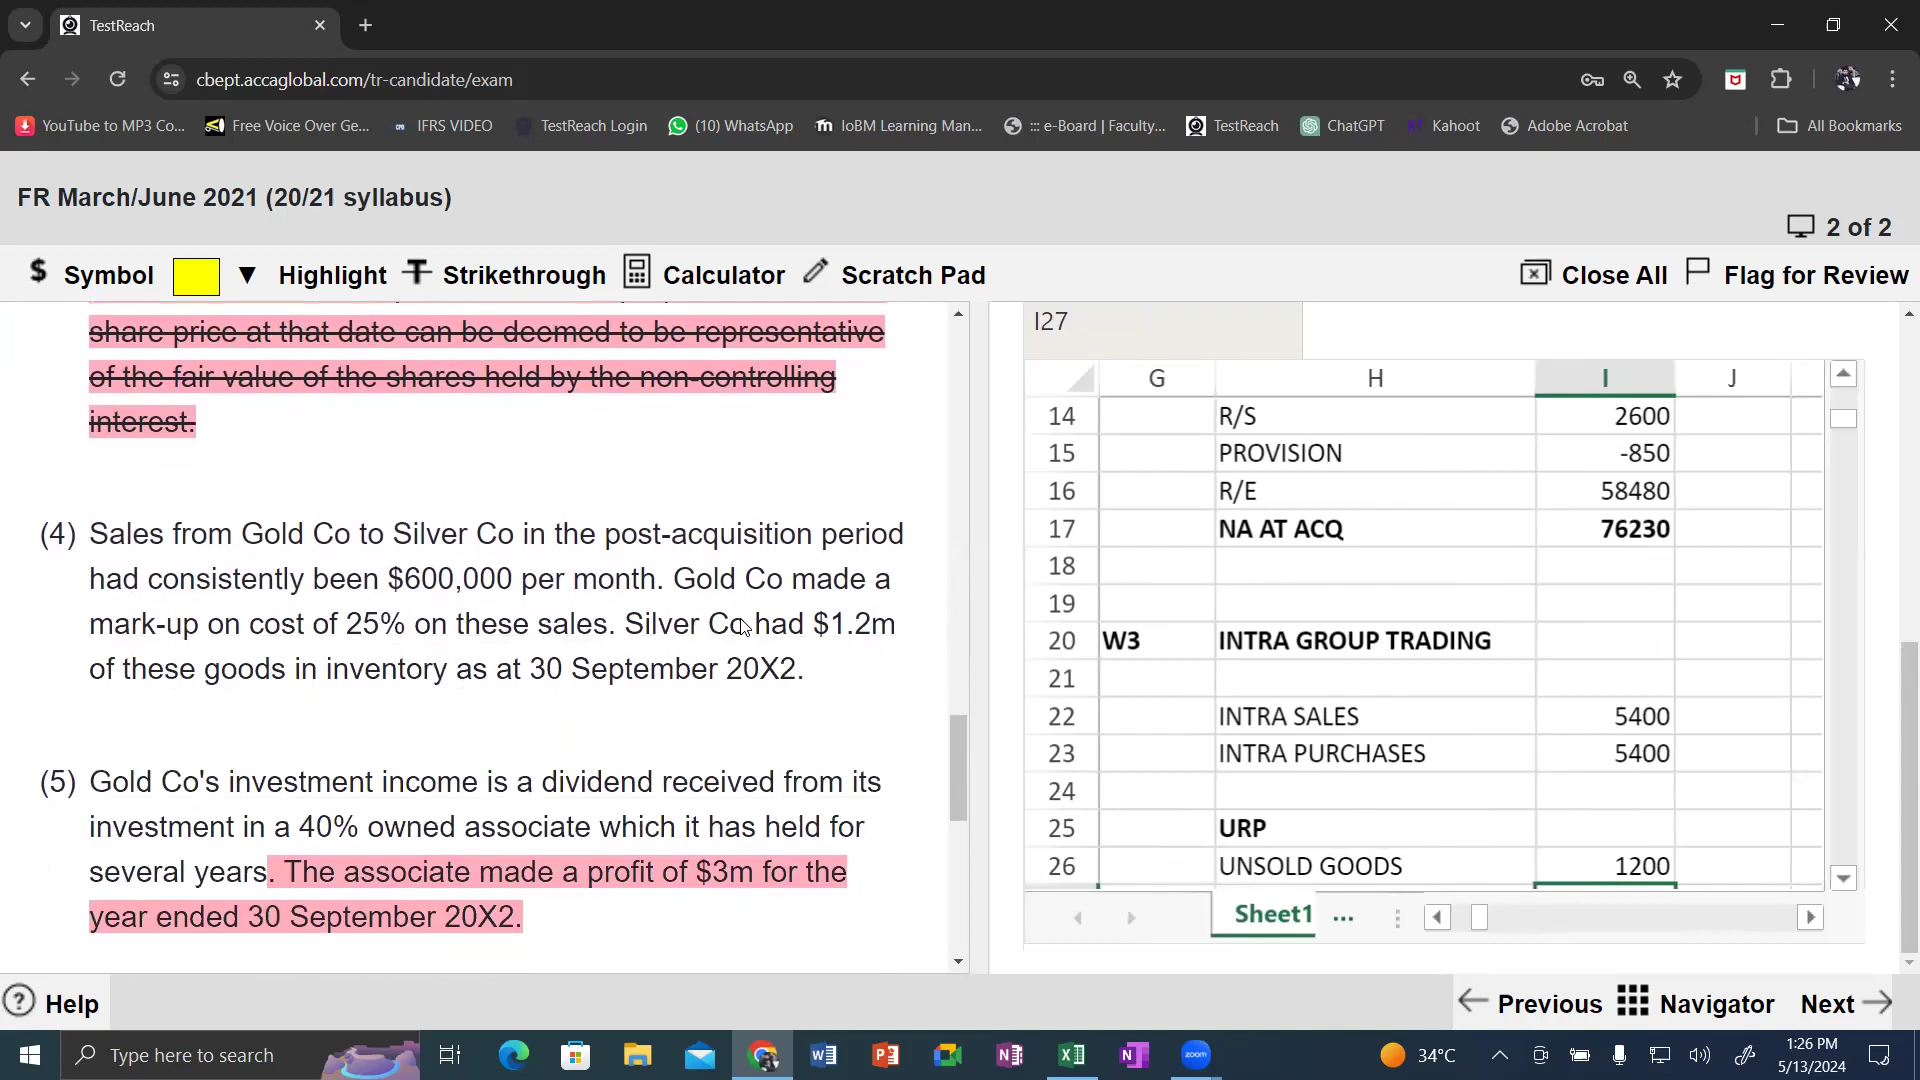 TestReach
cbept.accaglobal.com/tr-candidate/exam
YouTube to MP3 Co... Free Voice Over Ge... IFRS VIDEO TestReach Login (10) WhatsApp IoBM Learning Man... ::: e-Board | Faculty... TestReach ChatGPT Kahoot Adobe Acrobat All Bookmarks
FR March/June 2021 (20/21 syllabus)
2 of 2
$ Symbol Highlight Strikethrough Calculator Scratch Pad Close All Flag for Review
share price at that date can be deemed to be representative
of the fair value of the shares held by the non-controlling
interest.
(4) Sales from Gold Co to Silver Co in the post-acquisition period
had consistently been $600,000 per month. Gold Co made a
mark-up on cost of 25% on these sales. Silver Co had $1.2m
of these goods in inventory as at 30 September 20X2.
(5) Gold Co's investment income is a dividend received from its
investment in a 40% owned associate which it has held for
several years. The associate made a profit of $3m for the
year ended 30 September 20X2.
I27
G H I J
14 R/S 2600
15 PROVISION -850
16 R/E 58480
17 NA AT ACQ 76230
18
19
20 W3 INTRA GROUP TRADING
21
22 INTRA SALES 5400
23 INTRA PURCHASES 5400
24
25 URP
26 UNSOLD GOODS 1200
Sheet1 ...
Help Previous Navigator Next
Type here to search
zoom
34°C
1:26 PM
5/13/2024